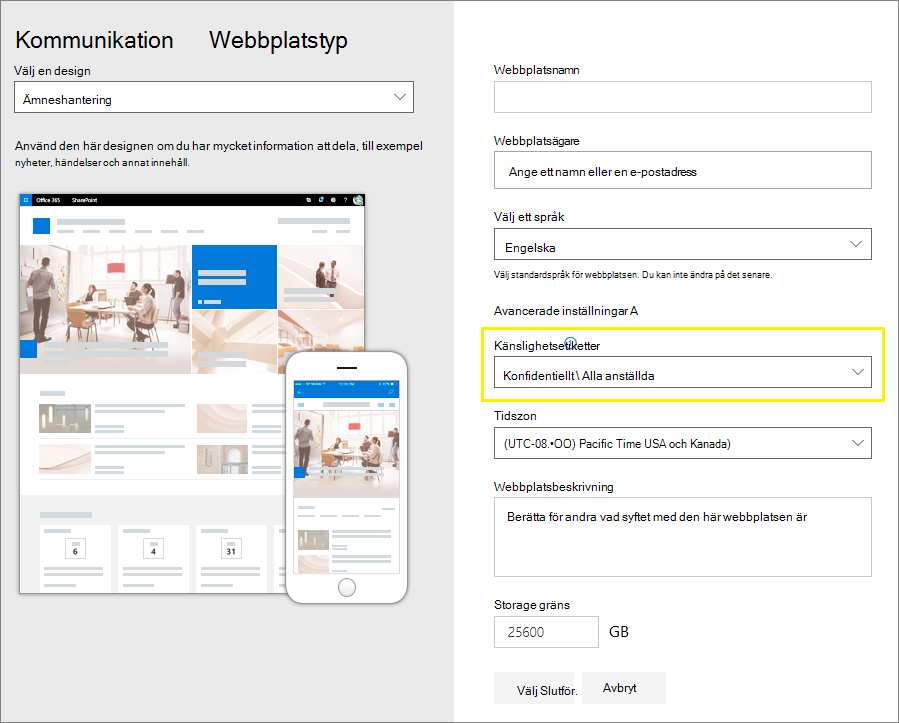 Kommunikation Webbplatstyp
Välj en design
Ämneshantering
Använd den här designen om du har mycket information att dela, till exempel
nyheter, händelser och annat innehåll.
Office 365 SharePoint ?
6 4 31
Webbplatsnamn
Webbplatsägare
Ange ett namn eller en e-postadress
Välj ett språk
Engelska
Välj standardspråk för webbplatsen. Du kan inte ändra på det senare.
Avancerade inställningar A
Känslighetsetiketter
Konfidentiellt \ Alla anställda
Tidszon
(UTC-08.•OO) Pacific Time USA och Kanada)
Webbplatsbeskrivning
Berätta för andra vad syftet med den här webbplatsen är
Storage gräns
25600 GB
Välj Slutför. Avbryt